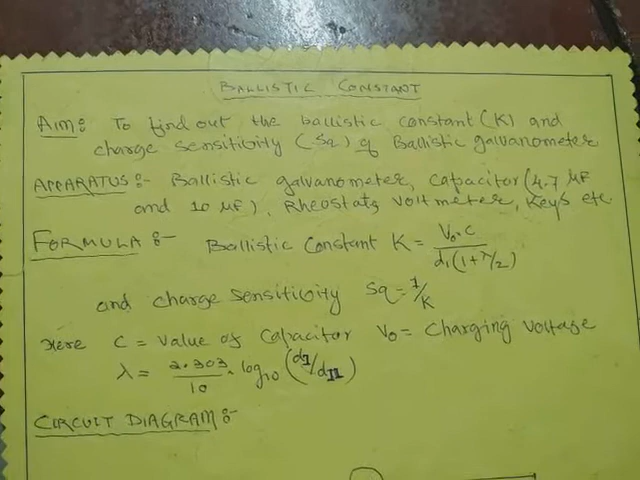 BALLISTIC CONSTANT
AIM: To find out the ballistic constant (K) and
charge sensitivity (Sq) of Ballistic galvanometer
APPARATUS:- Ballistic galvanometer, Capacitor (4.7 μF
and 10 μF), Rheostats, voltmeter, Keys etc.
FORMULA:- Ballistic Constant K = V₀.C / d₁(1+λ/2)
and charge sensitivity Sq = 1/K
Here C = Value of Capacitor V₀ = Charging voltage
λ = 2.303/10 . log₁₀ (d1/d11)
CIRCUIT DIAGRAM:-